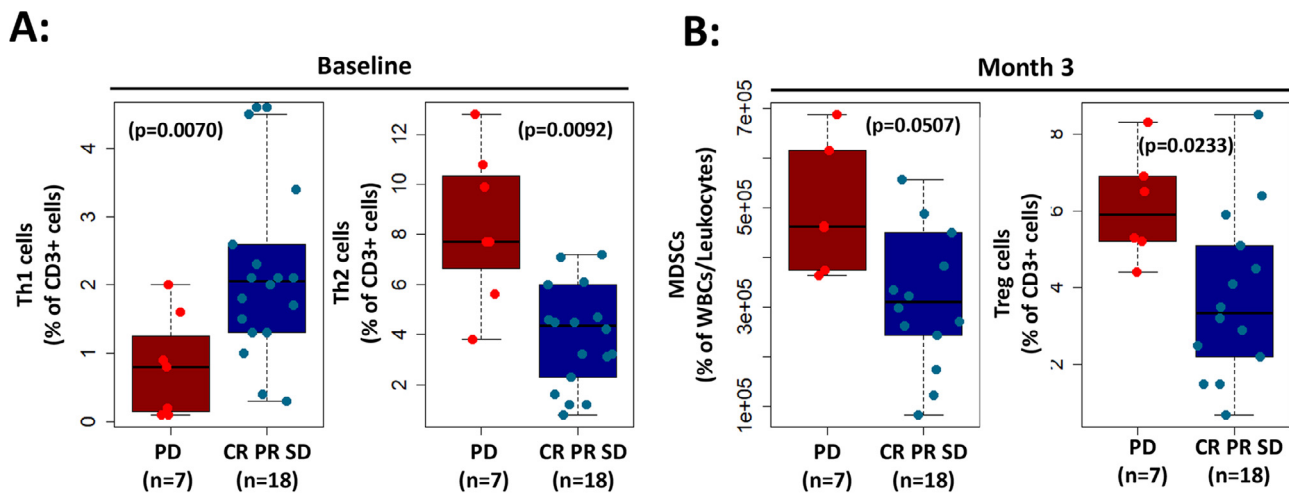 A:
Baseline
Th1 cells
(% of CD3+ cells)
4
3
2
1
0
(p=0.0070)
PD
(n=7)
CR PR SD
(n=18)
Th2 cells
(% of CD3+ cells)
12
10
8
6
4
2
(p=0.0092)
PD
(n=7)
CR PR SD
(n=18)
B:
Month 3
MDSCs
(% of WBCs/Leukocytes)
7e+05
5e+05
3e+05
1e+05
(p=0.0507)
PD
(n=7)
CR PR SD
(n=18)
Treg cells
(% of CD3+ cells)
8
6
4
2
(p=0.0233)
PD
(n=7)
CR PR SD
(n=18)